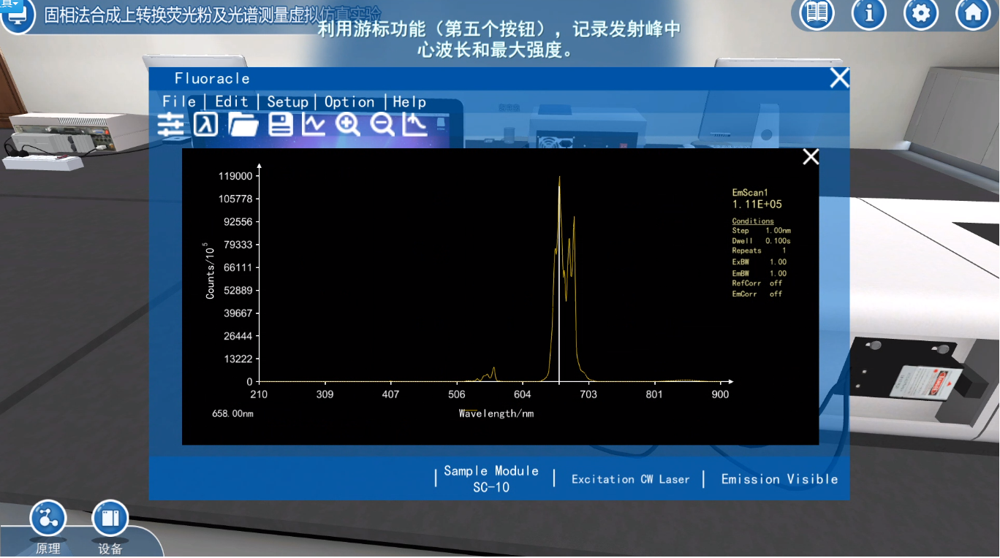 具
固相法合成上转换荧光粉及光谱测量虚拟仿真实验
利用游标功能（第五个按钮），记录发射峰中
心波长和最大强度。
Fluoracle
File | Edit | Setup | Option | Help
119000
105778
92556
79333
66111
52889
39667
26444
13222
0
Counts/10⁵
210 309 407 506 604 703 801 900
658.00nm
Wavelength/nm
EmScan1
1.11E+05
Conditions
Step 1.00nm
Dwell 0.100s
Repeats 1
ExBW 1.00
EmBW 1.00
RefCorr off
EmCorr off
Sample Module
SC-10
Excitation CW Laser
Emission Visible
原理
设备